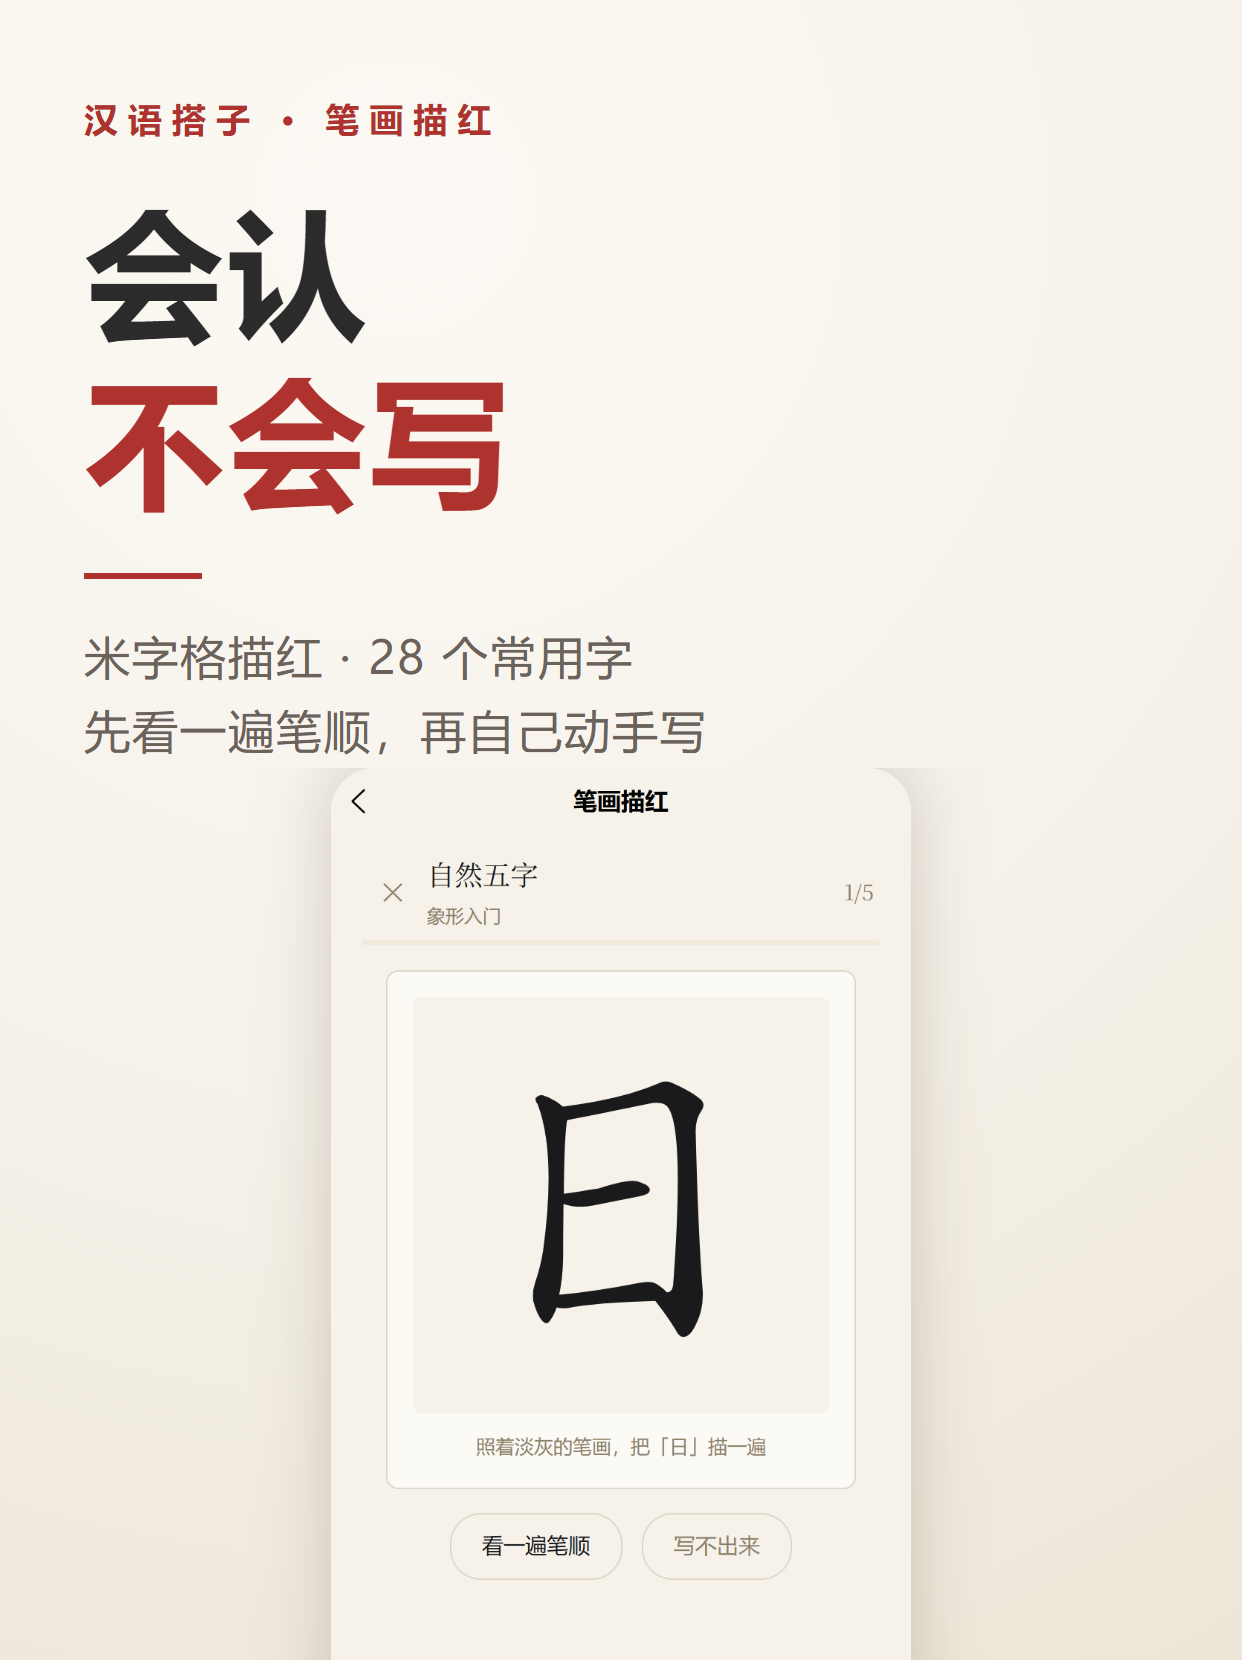 汉语搭子 · 笔画描红
会认
不会写
米字格描红 · 28 个常用字
先看一遍笔顺，再自己动手写
笔画描红
自然五字
1/5
象形入门
日
照着淡灰的笔画，把「日」描一遍
看一遍笔顺
写不出来